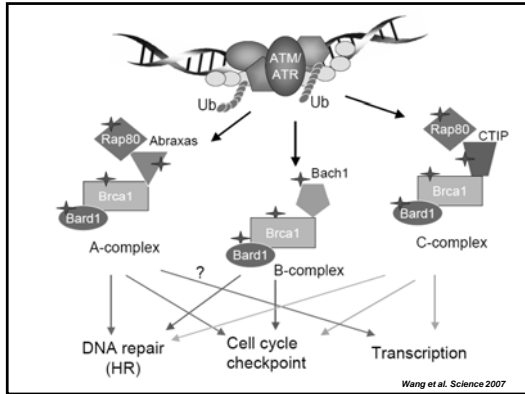 ATM/
ATR
Ub
Ub
Rap80
Abraxas
Brca1
Bard1
A-complex
Bach1
Brca1
Bard1
B-complex
Rap80
CTIP
Brca1
Bard1
C-complex
?
DNA repair
(HR)
Cell cycle
checkpoint
Transcription
Wang et al. Science 2007